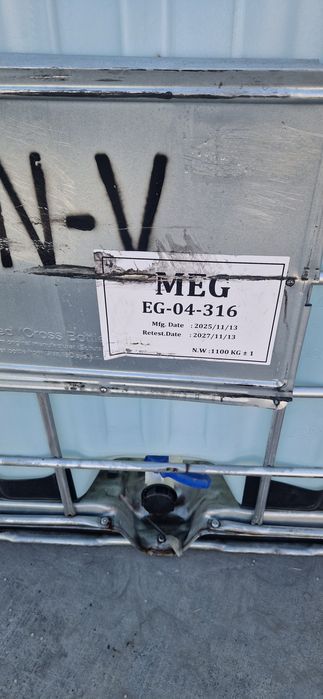 N-V
MEG
EG-04-316
Mfg. Date : 2025/11/13
Retest.Date : 2027/11/13
N.W :1100 KG ± 1